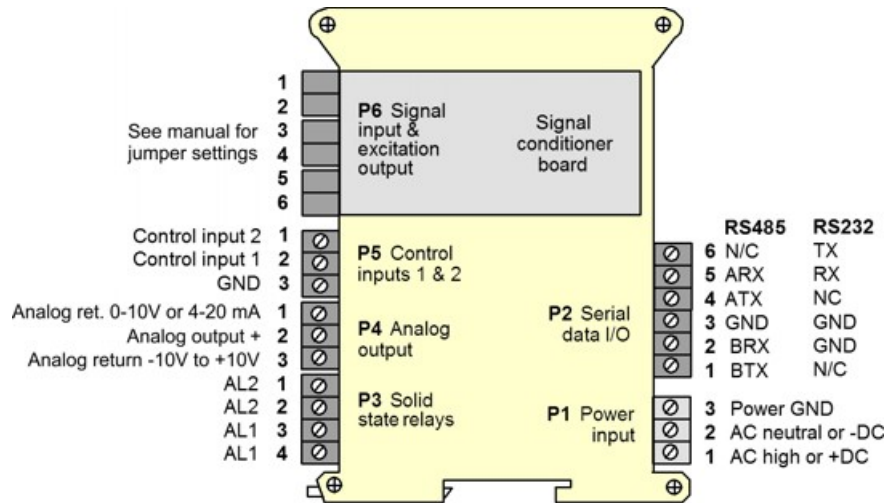 1
2
See manual for 3
jumper settings 4
5
6
P6 Signal
input &
excitation
output
Signal
conditioner
board
Control input 2 1
Control input 1 2
GND 3
P5 Control
inputs 1 & 2
Analog ret. 0-10V or 4-20 mA 1
Analog output + 2
Analog return -10V to +10V 3
P4 Analog
output
AL2 1
AL2 2
AL1 3
AL1 4
P3 Solid
state relays
RS485 RS232
6 N/C TX
5 ARX RX
4 ATX NC
3 GND GND
2 BRX GND
1 BTX N/C
P2 Serial
data I/O
P1 Power
input
3 Power GND
2 AC neutral or -DC
1 AC high or +DC